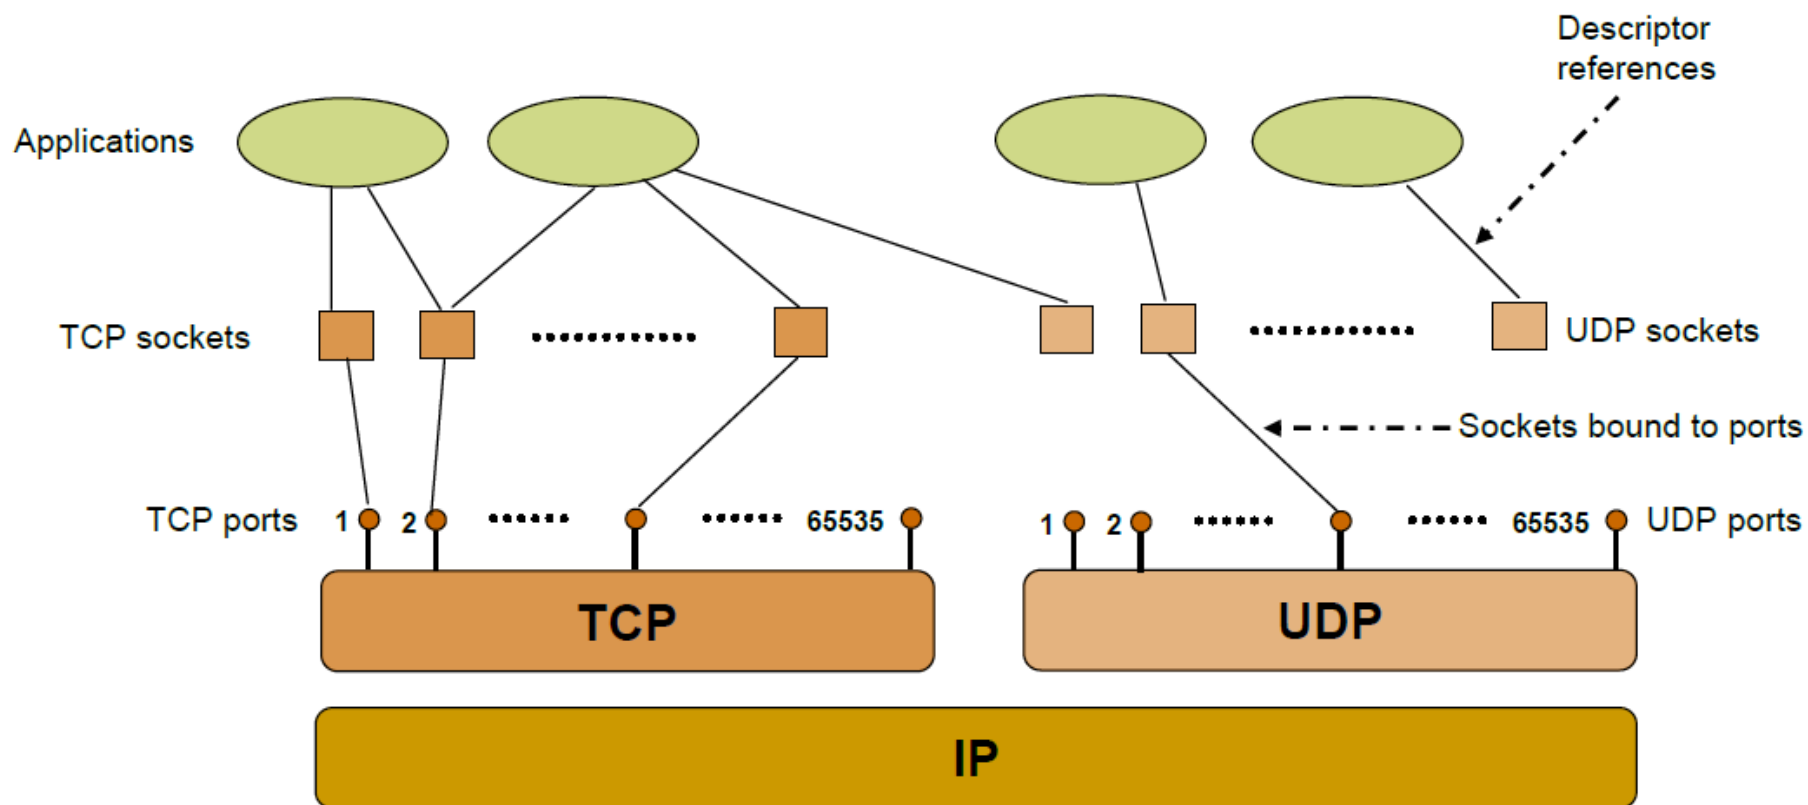 Descriptor
references
Applications
TCP sockets
UDP sockets
Sockets bound to ports
TCP ports 1 2 65535
1 2 65535 UDP ports
TCP
UDP
IP